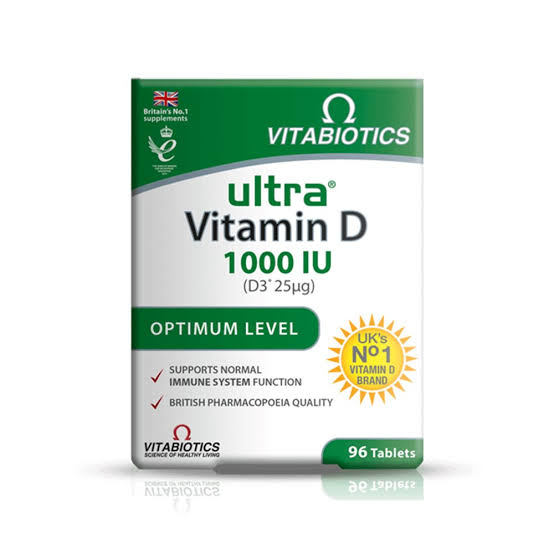 Britain's No.1
supplements
VITABIOTICS
ultra®
Vitamin D
1000 IU
(D3* 25µg)
OPTIMUM LEVEL
✓ SUPPORTS NORMAL
IMMUNE SYSTEM FUNCTION
✓ BRITISH PHARMACOPOEIA QUALITY
UK's
Nº1
VITAMIN D
BRAND
VITABIOTICS
SCIENCE OF HEALTHY LIVING
96 Tablets